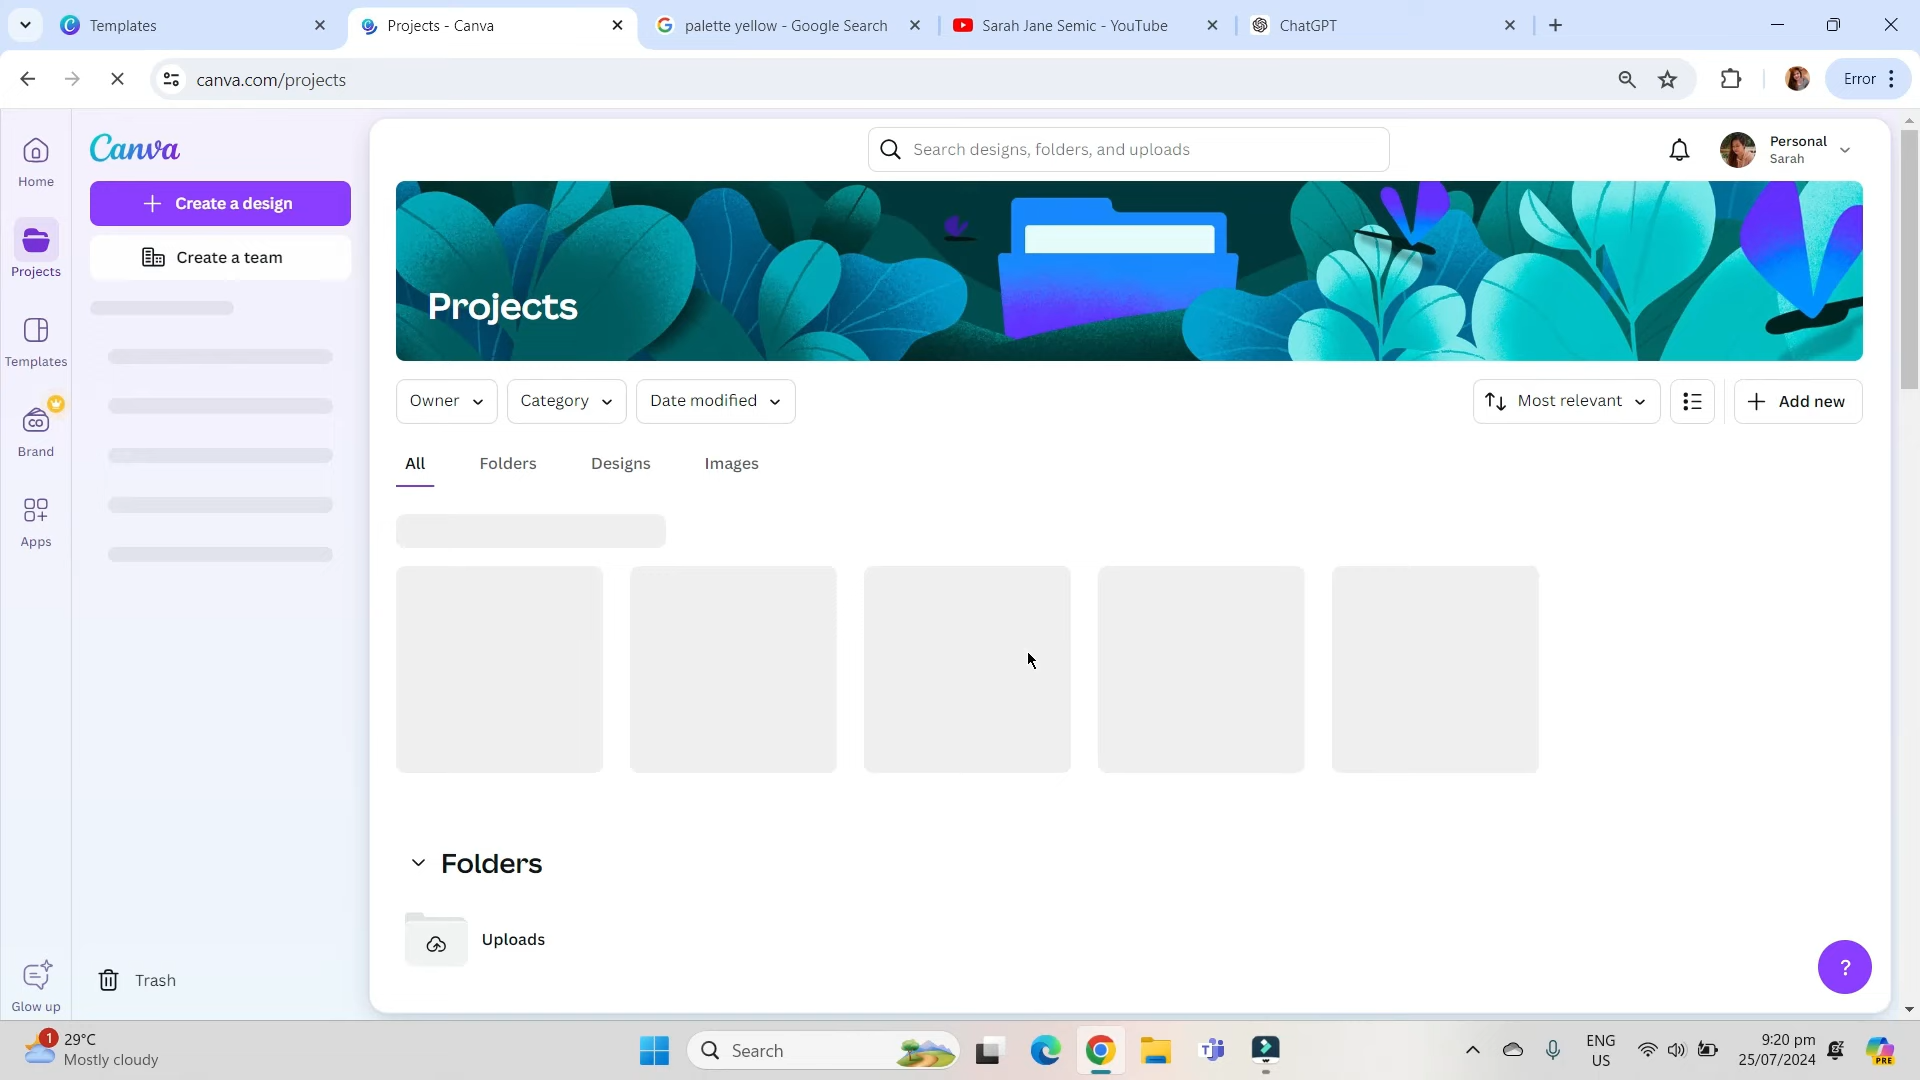 Templates
Projects - Canva
palette yellow - Google Search
Sarah Jane Semic - YouTube
ChatGPT
canva.com/projects
Error
Home
Projects
Templates
Brand
Apps
Glow up
Canva
Create a design
Create a team
Trash
Search designs, folders, and uploads
Personal
Sarah
Projects
Owner
Category
Date modified
Most relevant
Add new
All
Folders
Designs
Images
Folders
Uploads
?
1
29°C
Mostly cloudy
Search
ENG
US
9:20 pm
25/07/2024
PRE